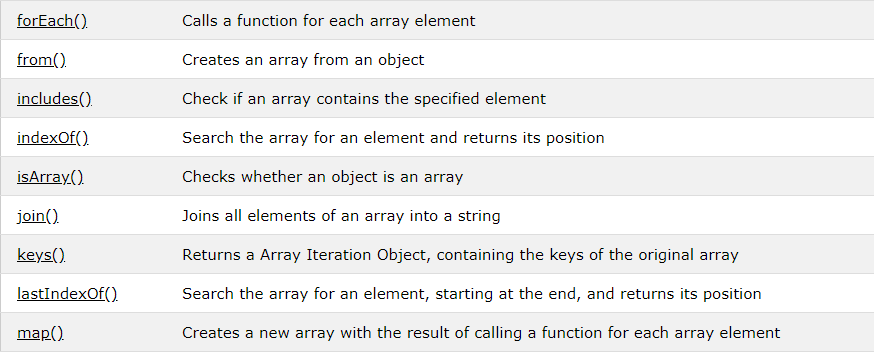 forEach() Calls a function for each array element
from() Creates an array from an object
includes() Check if an array contains the specified element
indexOf() Search the array for an element and returns its position
isArray() Checks whether an object is an array
join() Joins all elements of an array into a string
keys() Returns a Array Iteration Object, containing the keys of the original array
lastIndexOf() Search the array for an element, starting at the end, and returns its position
map() Creates a new array with the result of calling a function for each array element